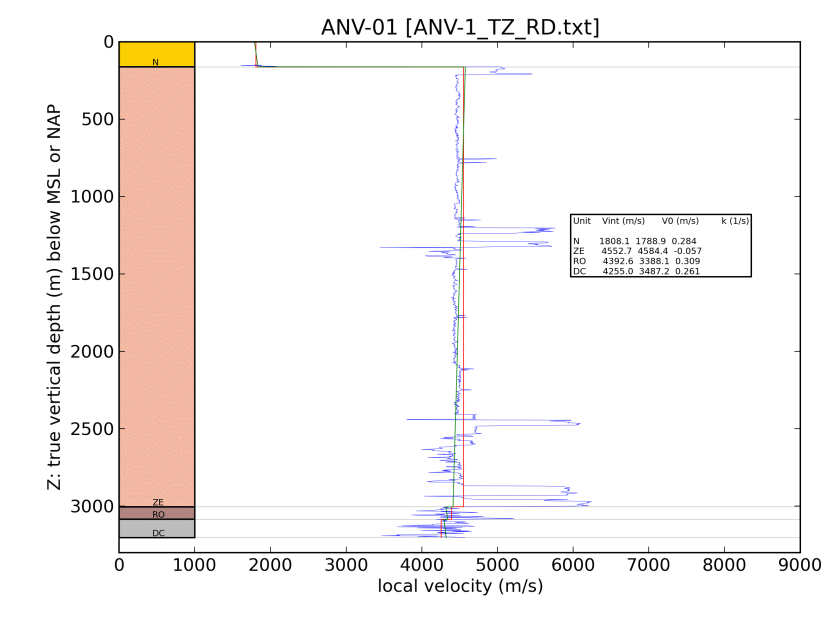 ANV-01 [ANV-1_TZ_RD.txt]
0
500
1000
1500
2000
2500
3000
Z: true vertical depth (m) below MSL or NAP
N
ZE
RO
DC
Unit Vint (m/s) V0 (m/s) k (1/s)
N 1808.1 1788.9 0.284
ZE 4552.7 4584.4 -0.057
RO 4392.6 3388.1 0.309
DC 4255.0 3487.2 0.261
0 1000 2000 3000 4000 5000 6000 7000 8000 9000
local velocity (m/s)